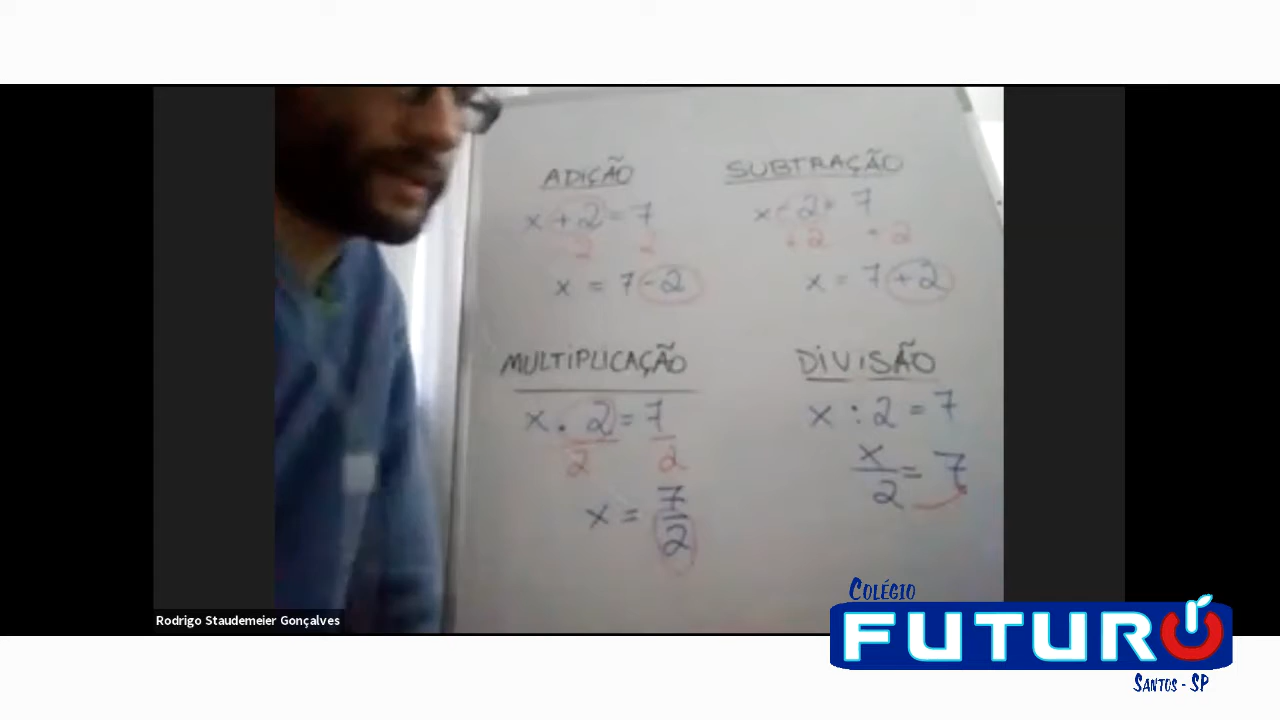 ADIÇÃO
x + 2 = 7
2 2
x = 7 - 2
SUBTRAÇÃO
x - 2 = 7
+ 2 + 2
x = 7 + 2
MULTIPLICAÇÃO
x . 2 = 7
2 2
x = 7/2
DIVISÃO
x : 2 = 7
x/2 = 7
Rodrigo Staudemeier Gonçalves
COLÉGIO
FUTURO
SANTOS - SP